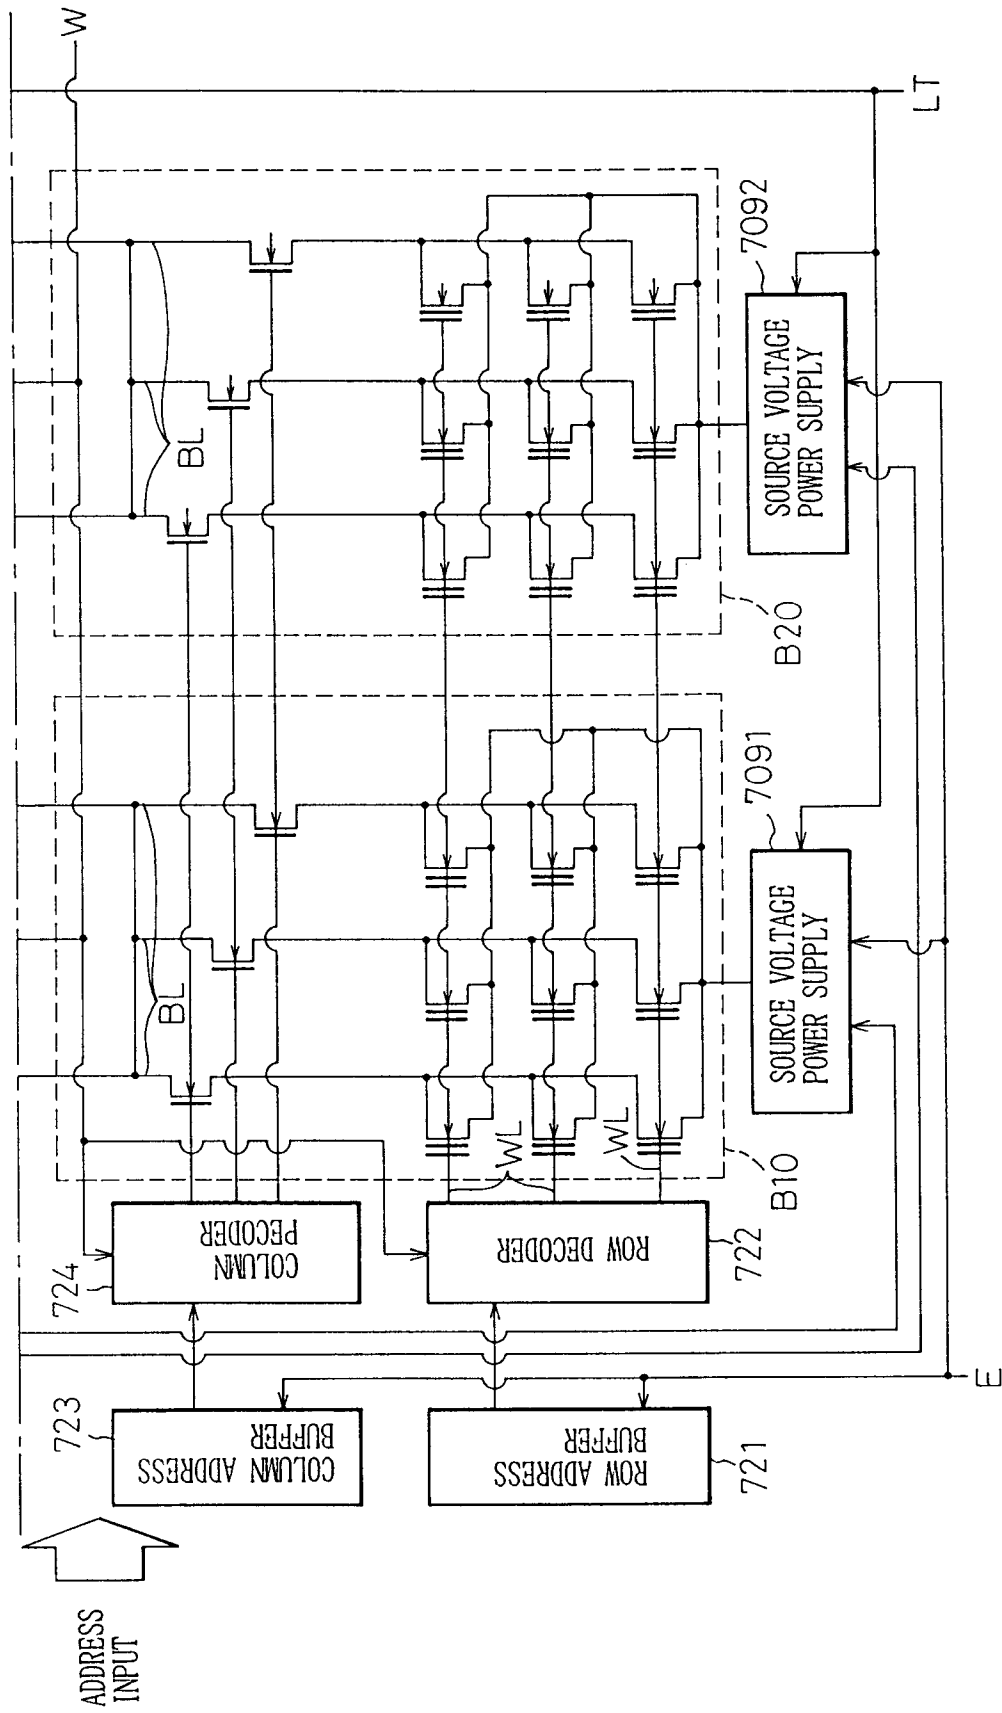 ADDRESS
INPUT
723
COLUMN ADDRESS
BUFFER
721
ROW ADDRESS
BUFFER
E
724
COLUMN
PECODER
722
ROW DECODER
WL
WL
B10
BL
7091
SOURCE VOLTAGE
POWER SUPPLY
B20
BL
7092
SOURCE VOLTAGE
POWER SUPPLY
W
LT